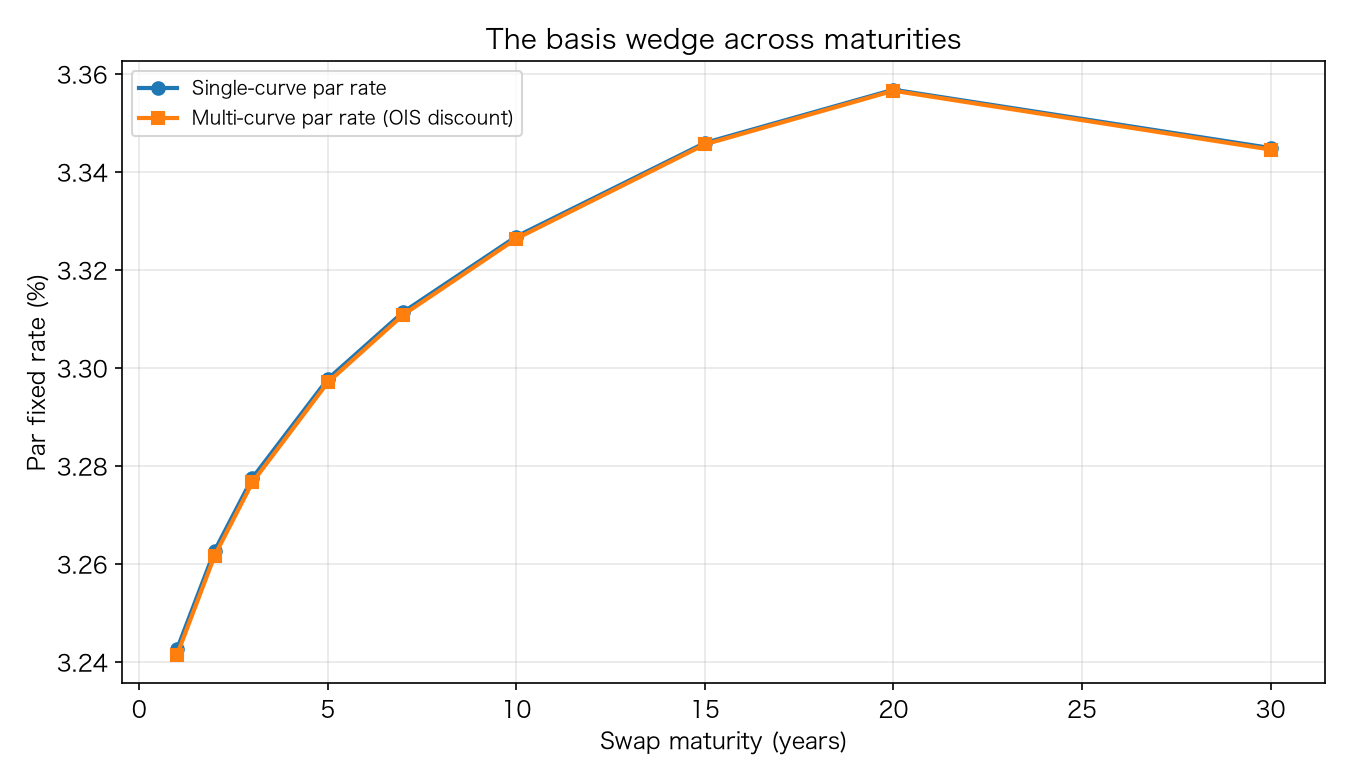 The basis wedge across maturities
Single-curve par rate
Multi-curve par rate (OIS discount)
Par fixed rate (%)
3.36
3.34
3.32
3.30
3.28
3.26
3.24
0
5
10
15
20
25
30
Swap maturity (years)